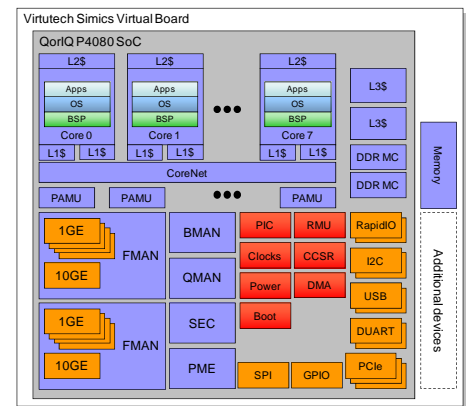 Virtutech Simics Virtual Board
QorIQ P4080 SoC
L2$
L2$
L2$
L3$
Apps
Apps
Apps
OS
OS
●●●
OS
BSP
BSP
BSP
L3$
Core 0
Core 1
Core 7
L1$
L1$
L1$
L1$
L1$
L1$
DDR MC
CoreNet
DDR MC
Memory
PAMU
PAMU
●●●
PAMU
1GE
FMAN
10GE
BMAN
PIC
RMU
RapidIO
Clocks
CCSR
I2C
QMAN
Power
DMA
USB
Boot
1GE
FMAN
10GE
SEC
DUART
PME
SPI
GPIO
PCIe
Additional devices